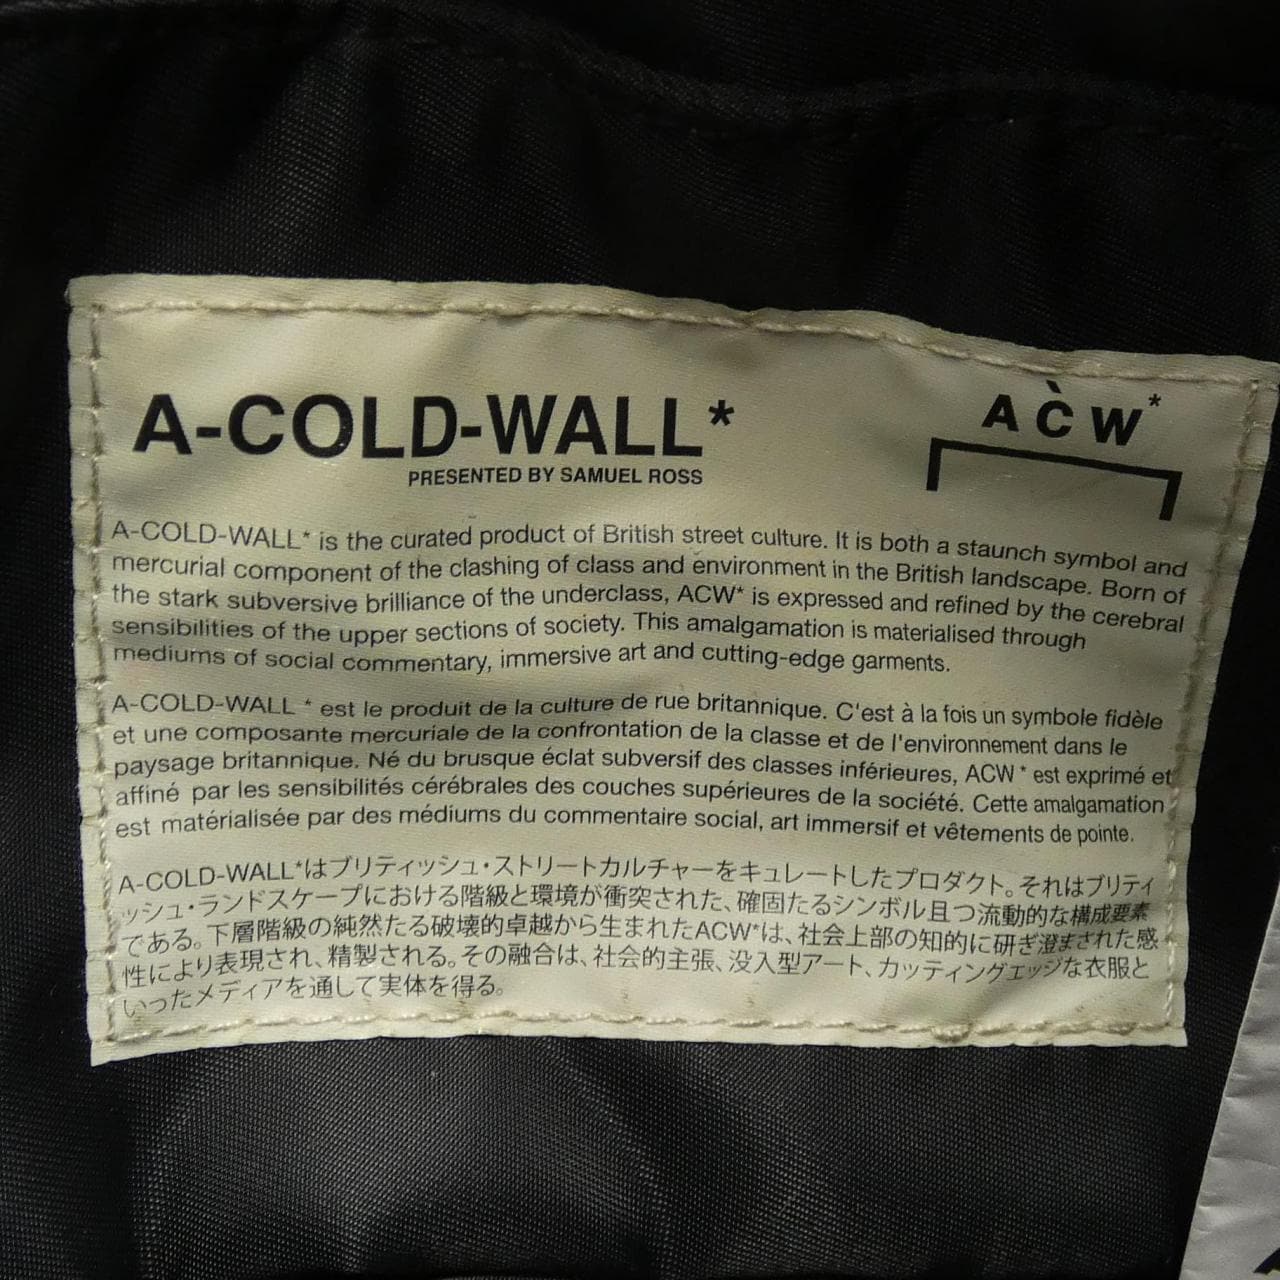 A-COLD-WALL*
PRESENTED BY SAMUEL ROSS
AÈW*
A-COLD-WALL* is the curated product of British street culture. It is both a staunch symbol and
mercurial component of the clashing of class and environment in the British landscape. Born of
the stark subversive brilliance of the underclass, ACW* is expressed and refined by the cerebral
sensibilities of the upper sections of society. This amalgamation is materialised through
mediums of social commentary, immersive art and cutting-edge garments.
A-COLD-WALL * est le produit de la culture de rue britannique. C'est à la fois un symbole fidèle
et une composante mercuriale de la confrontation de la classe et de l'environnement dans le
paysage britannique. Né du brusque éclat subversif des classes inférieures, ACW * est exprimé et
affiné par les sensibilités cérébrales des couches supérieures de la société. Cette amalgamation
est matérialisée par des médiums du commentaire social, art immersif et vêtements de pointe.
A-COLD-WALL*はブリティッシュ・ストリートカルチャーをキュレートしたプロダクト。それはブリティ
ッシュ・ランドスケープにおける階級と環境が衝突された、確固たるシンボル且つ流動的な構成要素
である。下層階級の純然たる破壊的卓越から生まれたACW*は、社会上部の知的に研ぎ澄まされた感
性により表現され、精製される。その融合は、社会的主張、没入型アート、カッティングエッジな衣服と
いったメディアを通して実体を得る。